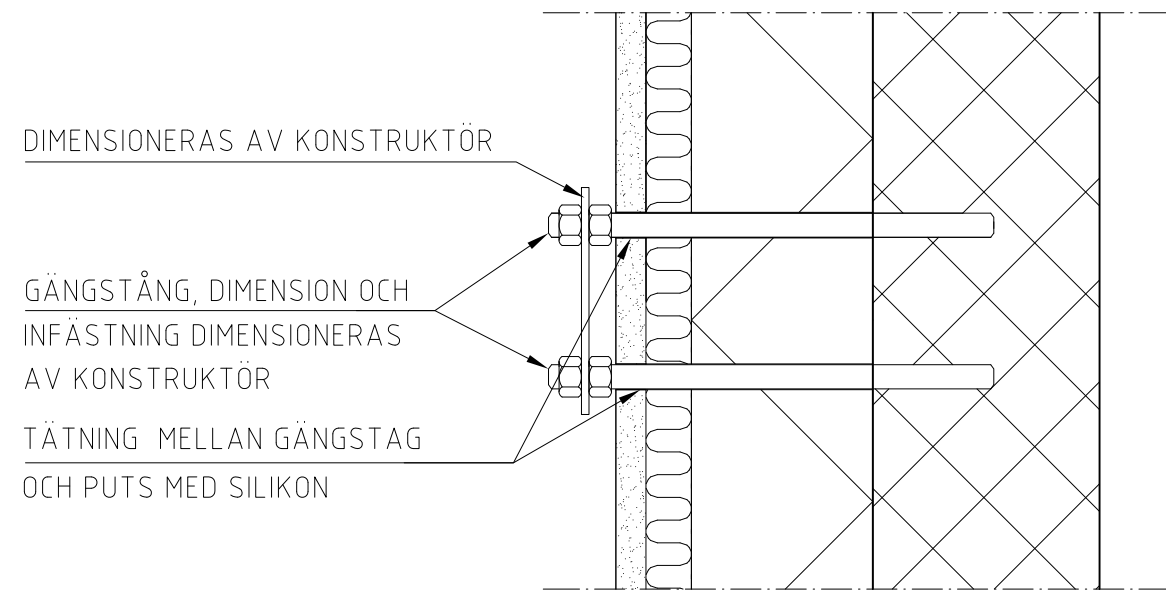 DIMENSIONERAS AV KONSTRUKTÖR
GÄNGSTÅNG, DIMENSION OCH
INFÄSTNING DIMENSIONERAS
AV KONSTRUKTÖR
TÄTNING MELLAN GÄNGSTAG
OCH PUTS MED SILIKON